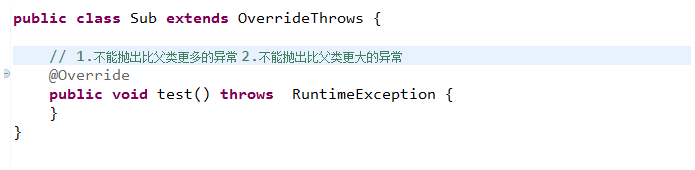 public class Sub extends OverrideThrows {
// 1.不能抛出比父类更多的异常 2.不能抛出比父类更大的异常
@Override
public void test() throws  RuntimeException {
}
}